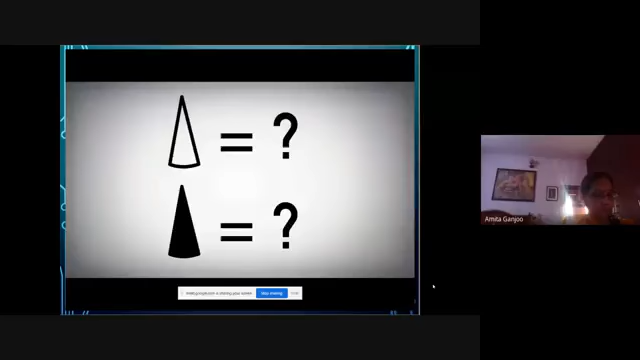 = ?
= ?
Stop sharing
Amita Ganjoo